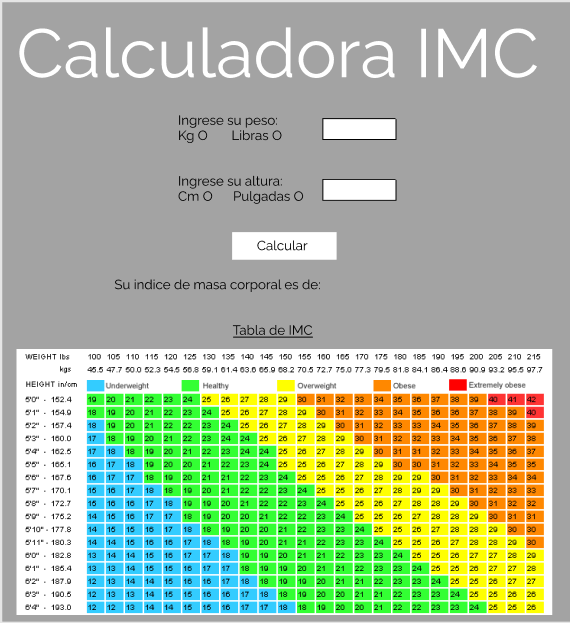 Calculadora IMC
Ingrese su peso:
Kg O Libras O
Ingrese su altura:
Cm O Pulgadas O
Calcular
Su indice de masa corporal es de:
Tabla de IMC
WEIGHT lbs 100 105 110 115 120 125 130 135 140 145 150 155 160 165 170 175 180 185 190 195 200 205 210 215
kgs 45.5 47.7 50.0 52.3 54.5 56.8 59.1 61.4 63.6 65.9 68.2 70.5 72.7 75.0 77.3 79.5 81.8 84.1 86.4 88.6 90.9 93.2 95.5 97.7
HEIGHT in/cm Underweight Healthy Overweight Obese Extremely obese
5'0" - 152.4 19 20 21 22 23 24 25 26 27 28 29 30 31 32 33 34 35 36 37 38 39 40 41 42
5'1" - 154.9 18 19 20 21 22 23 24 25 26 27 28 29 30 31 32 33 34 35 36 36 37 38 39 40
5'2" - 157.4 18 19 20 21 22 22 23 24 25 26 27 28 29 30 31 32 33 33 34 35 36 37 38 39
5'3" - 160.0 17 18 19 20 21 22 23 24 24 25 26 27 28 29 30 31 32 32 33 34 35 36 37 38
5'4" - 162.5 17 18 18 19 20 21 22 23 24 24 25 26 27 28 29 30 31 31 32 33 34 35 36 37
5'5" - 165.1 16 17 18 19 20 20 21 22 23 24 25 25 26 27 28 29 30 30 31 32 33 34 35 35
5'6" - 167.6 16 17 17 18 19 20 21 21 22 23 24 25 25 26 27 28 29 29 30 31 32 33 34 34
5'7" - 170.1 15 16 17 18 18 19 20 21 22 22 23 24 25 25 26 27 28 29 29 30 31 32 33 33
5'8" - 172.7 15 16 16 17 18 19 19 20 21 22 22 23 24 25 25 26 27 28 28 29 30 31 32 32
5'9" - 175.2 14 15 16 17 17 18 19 20 20 21 22 22 23 24 25 25 26 27 28 28 29 30 31 31
5'10" - 177.8 14 15 15 16 17 18 18 19 20 20 21 22 23 23 24 25 25 26 27 28 28 29 30 30
5'11" - 180.3 14 14 15 16 16 17 18 18 19 20 21 21 22 23 23 24 25 25 26 27 28 28 29 30
6'0" - 182.8 13 14 14 15 16 17 17 18 19 19 20 21 21 22 23 23 24 25 25 26 27 27 28 29
6'1" - 185.4 13 13 14 15 15 16 17 17 18 19 19 20 21 21 22 23 23 24 25 25 26 27 27 28
6'2" - 187.9 12 13 14 14 15 16 16 17 18 18 19 19 20 21 21 22 23 23 24 25 25 26 27 27
6'3" - 190.5 12 13 13 14 15 15 16 16 17 18 18 19 20 20 21 21 22 23 23 24 25 25 26 26
6'4" - 193.0 12 12 13 14 14 15 15 16 17 17 18 18 19 20 20 21 22 22 23 23 24 25 25 26